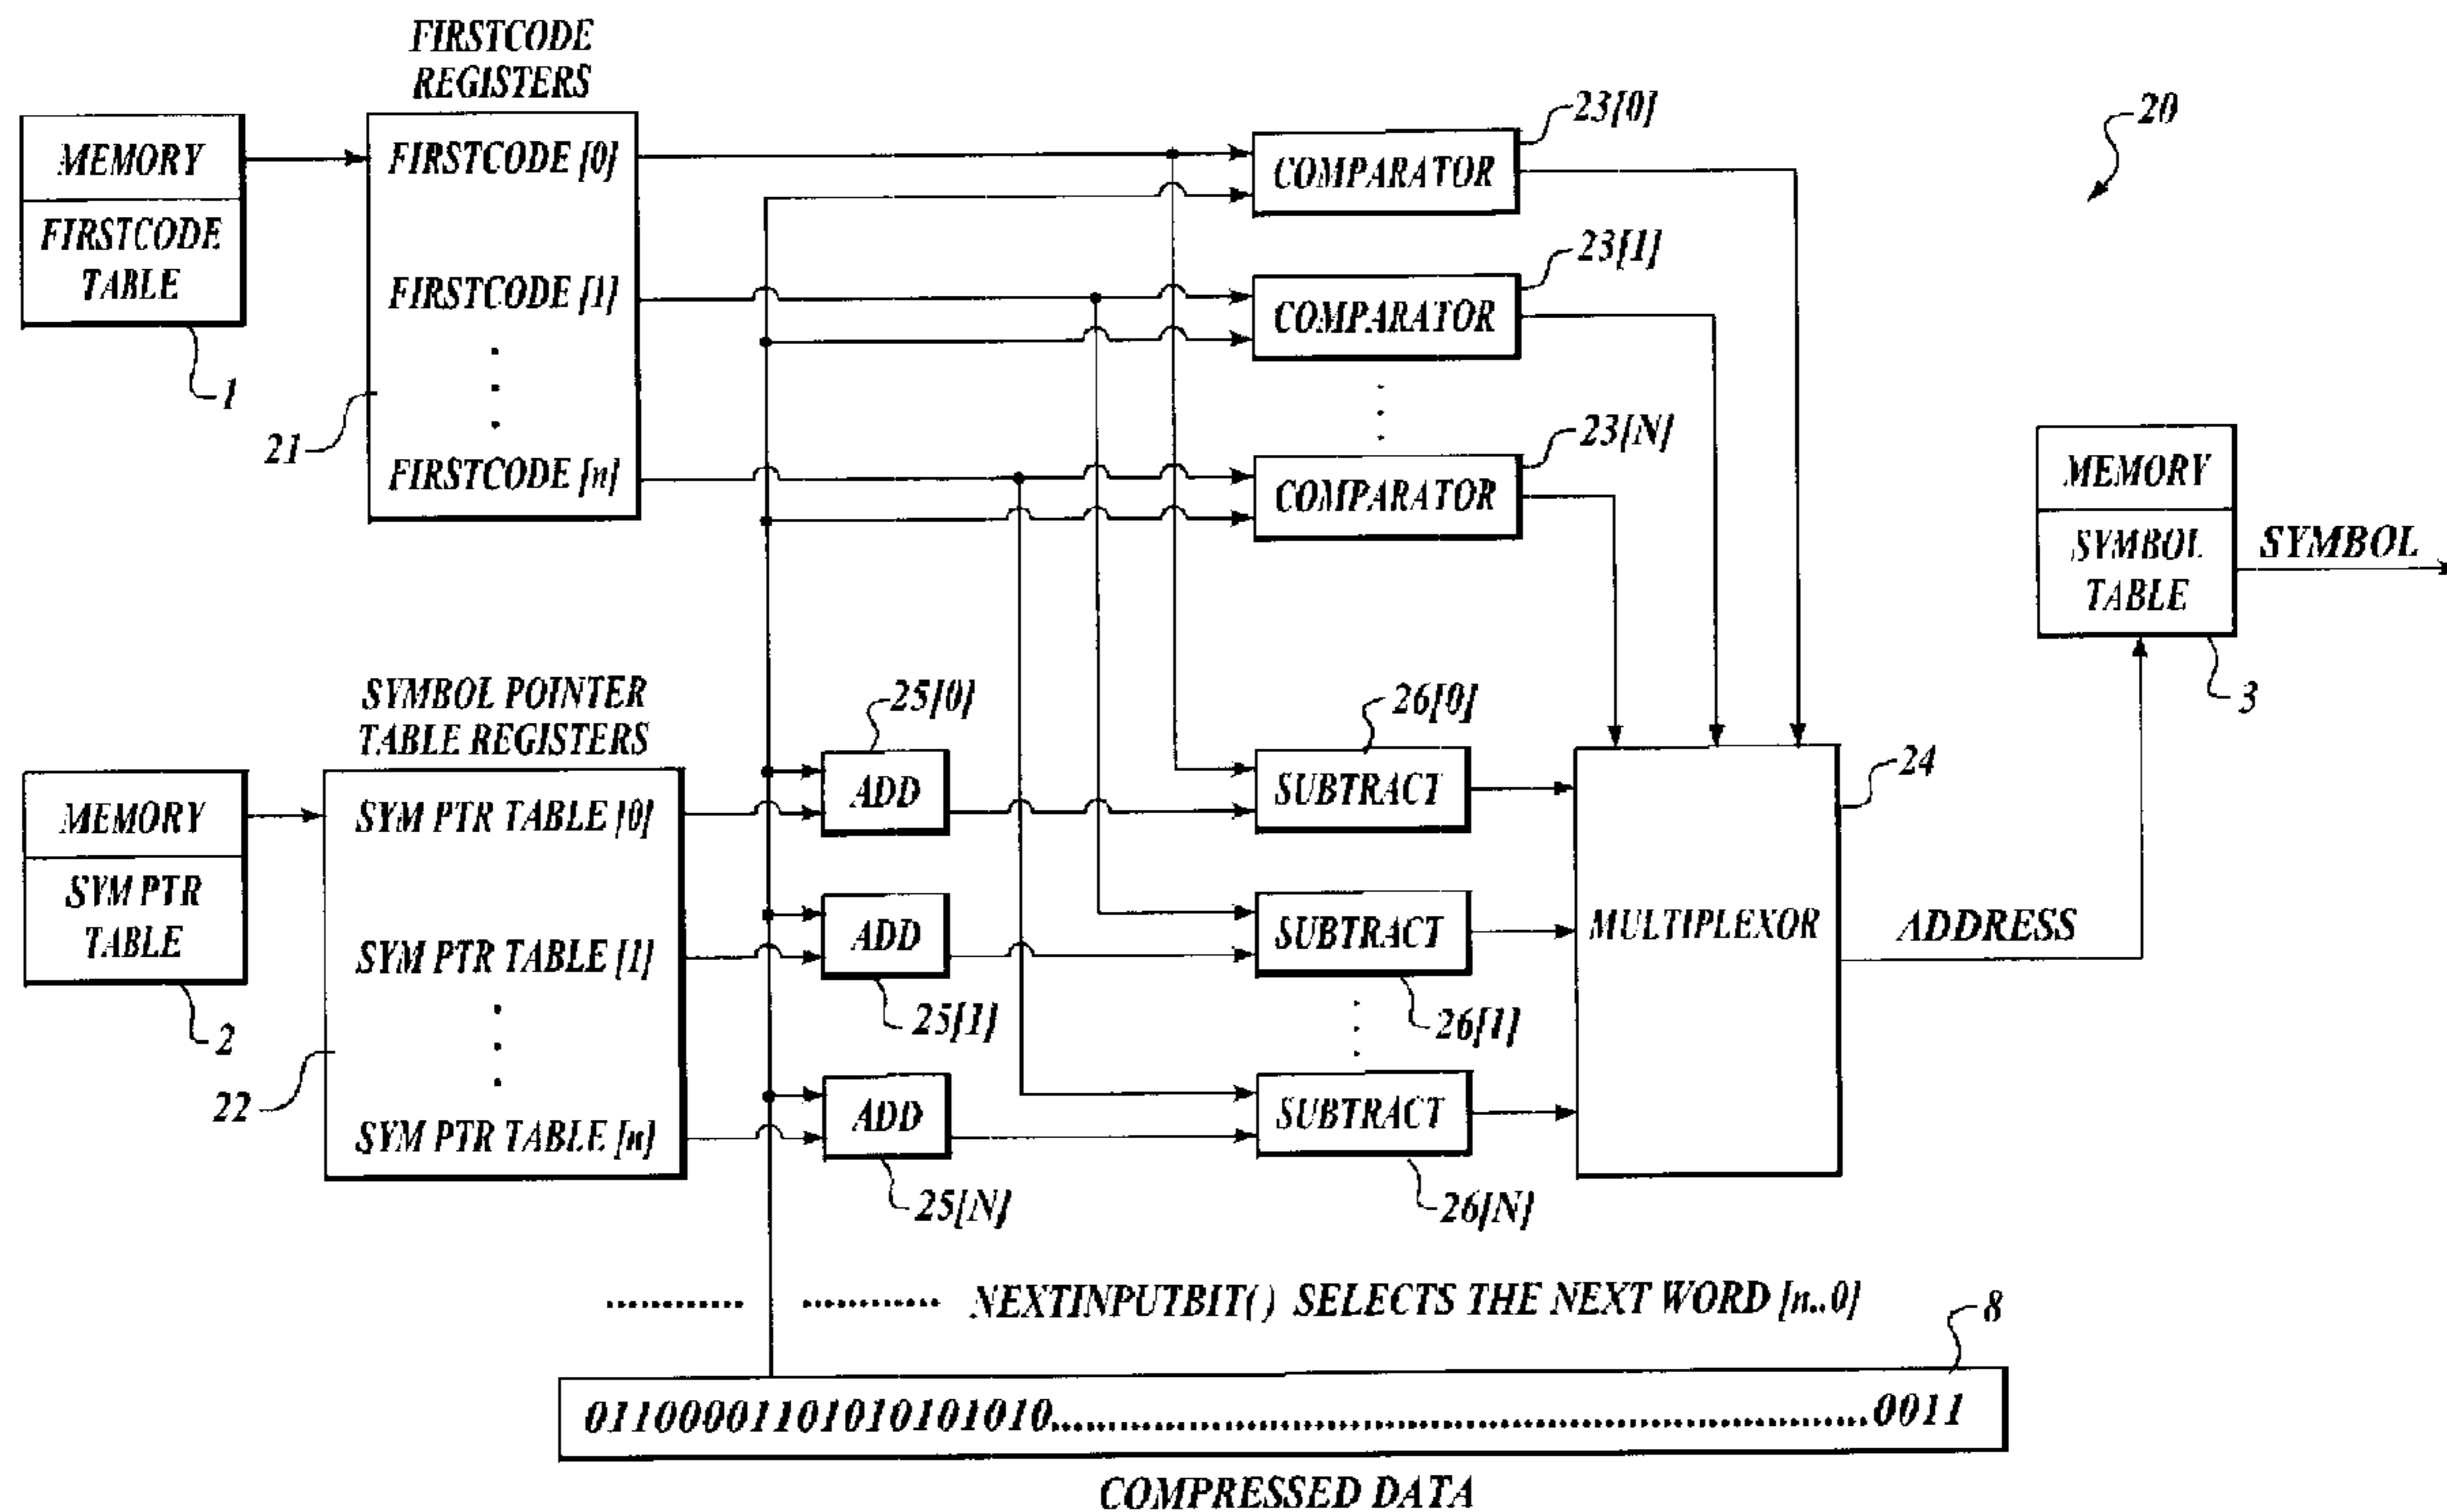 FIRSTCODE
REGISTERS
MEMORY
FIRSTCODE
TABLE
1
FIRSTCODE [0]
FIRSTCODE [1]
FIRSTCODE [n]
21
COMPARATOR
23[0]
COMPARATOR
23[1]
COMPARATOR
23[N]
20
MEMORY
SYMBOL
TABLE
3
SYMBOL
SYMBOL POINTER
TABLE REGISTERS
MEMORY
SYM PTR
TABLE
2
SYM PTR TABLE [0]
SYM PTR TABLE [1]
SYM PTR TABLE [n]
22
25[0]
ADD
ADD
25[1]
ADD
25[N]
26[0]
SUBTRACT
SUBTRACT
26[1]
SUBTRACT
26[N]
MULTIPLEXOR
24
ADDRESS
............ ............ NEXTINPUTBIT( ) SELECTS THE NEXT WORD [n..0]
8
01100001101010101010..........................................................0011
COMPRESSED DATA